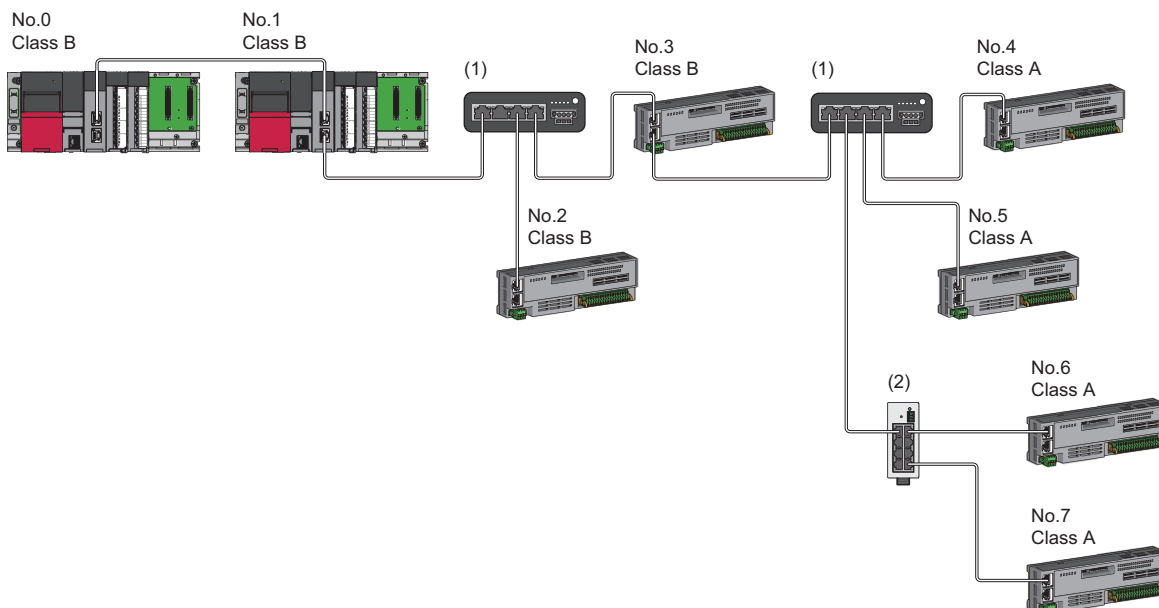 No.0
Class B
No.1
Class B
(1)
No.3
Class B
(1)
No.4
Class A
No.2
Class B
No.5
Class A
(2)
No.6
Class A
No.7
Class A